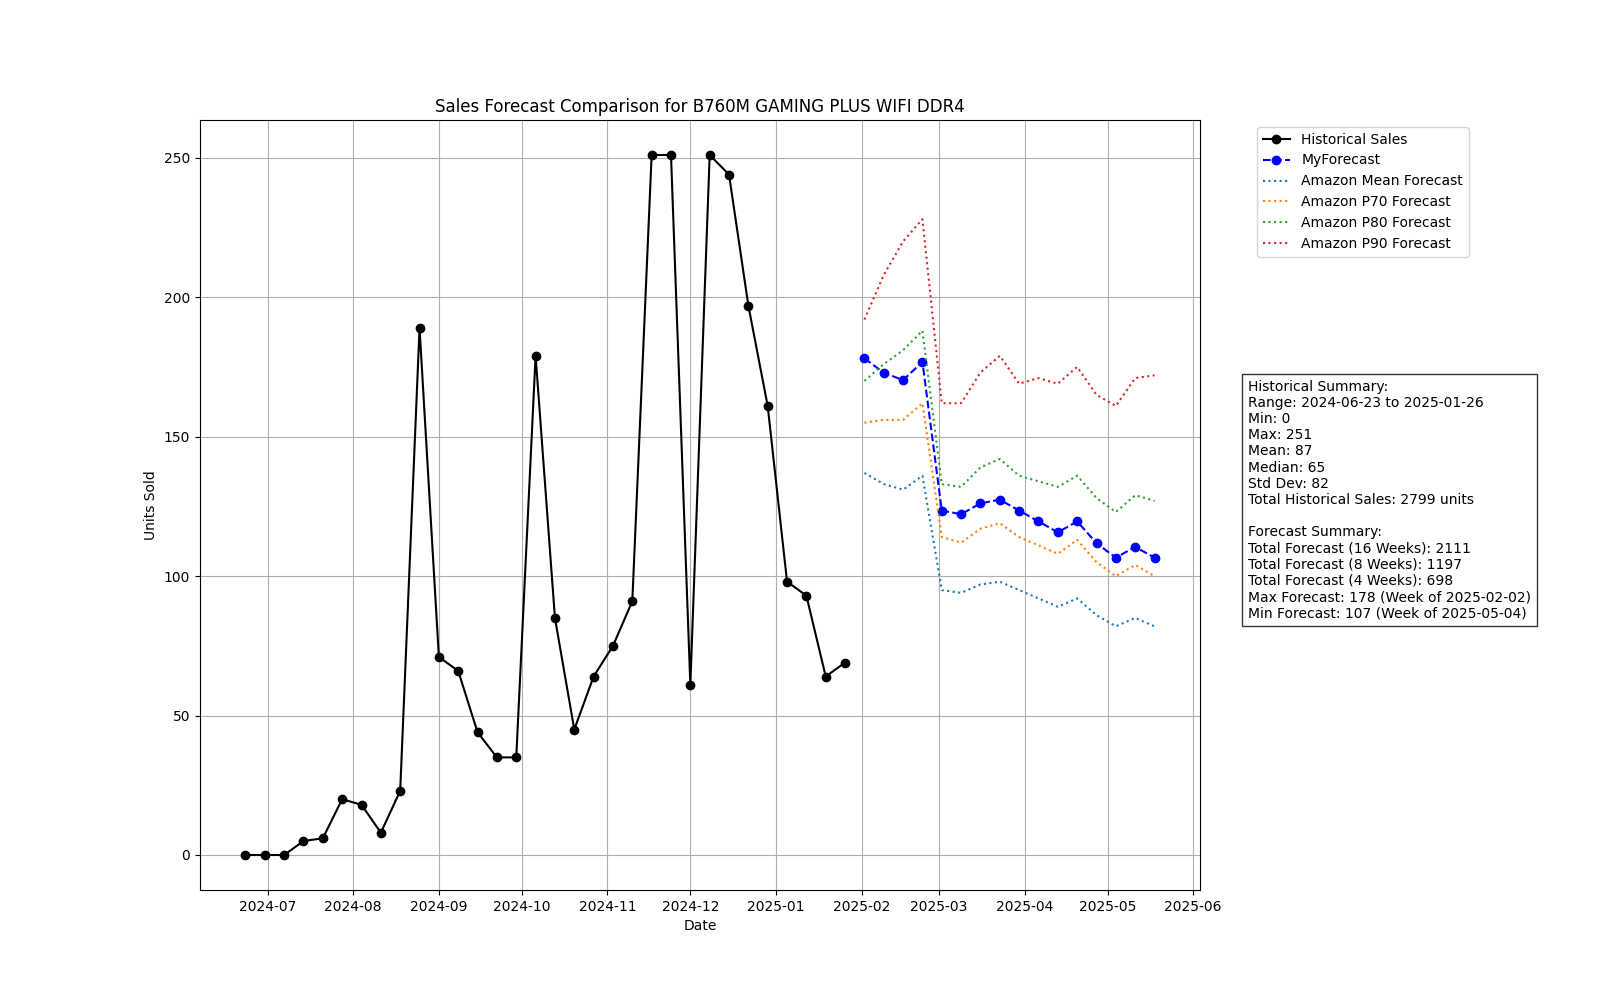 Sales Forecast Comparison for B760M GAMING PLUS WIFI DDR4
Historical Sales
MyForecast
Amazon Mean Forecast
Amazon P70 Forecast
Amazon P80 Forecast
Amazon P90 Forecast
250
200
150
100
50
0
Units Sold
2024-07 2024-08 2024-09 2024-10 2024-11 2024-12 2025-01 2025-02 2025-03 2025-04 2025-05 2025-06
Date
Historical Summary:
Range: 2024-06-23 to 2025-01-26
Min: 0
Max: 251
Mean: 87
Median: 65
Std Dev: 82
Total Historical Sales: 2799 units
Forecast Summary:
Total Forecast (16 Weeks): 2111
Total Forecast (8 Weeks): 1197
Total Forecast (4 Weeks): 698
Max Forecast: 178 (Week of 2025-02-02)
Min Forecast: 107 (Week of 2025-05-04)